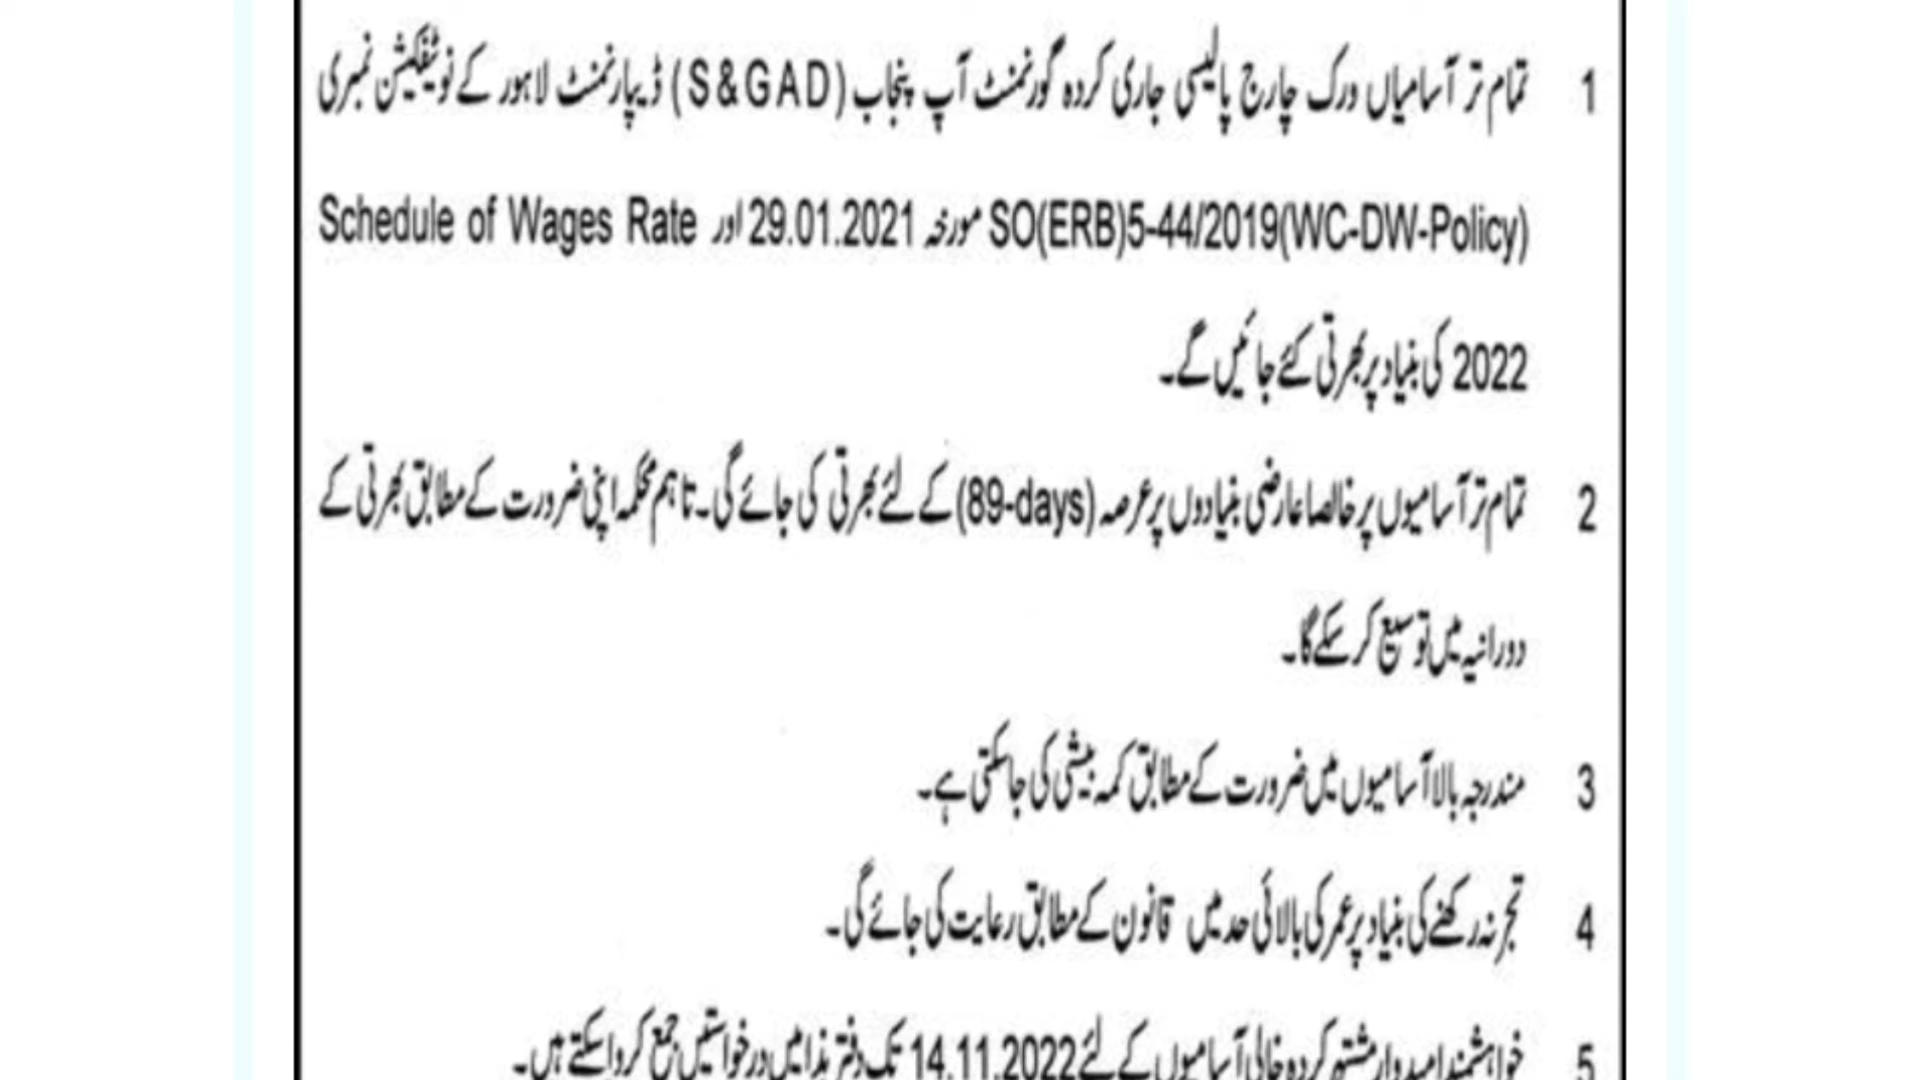 1 تمام تر آسامیاں ورک چارج پالیسی جاری کردہ گورنمنٹ آپ پنجاب (S&GAD) ڈیپارٹمنٹ لاہور کے نوٹیفکیشن نمبری
SO(ERB)5-44/2019(WC-DW-Policy) مورخہ 29.01.2021 اور Schedule of Wages Rate
2022 کی بنیاد پر بھرتی کئے جائیں گے۔
2 تمام تر آسامیوں پر خالصا عارضی بنیادوں پر عرصہ (89-days) کے لئے بھرتی کی جائے گی۔ تاہم محکمہ اپنی ضرورت کے مطابق بھرتی کے
دورانیہ میں توسیع کر سکے گا۔
3 مندرجہ بالا آسامیوں میں ضرورت کے مطابق کمہ بیشی کی جا سکتی ہے۔
4 تجربہ رکھنے کی بنیاد پر عمر کی بالائی حد میں قانون کے مطابق رعایت کی جائے گی۔
5 خواہشمند امیدوار مشتہر کردہ خالی آسامیوں کے لئے 14.11.2022 تک دفتر ہذا میں درخواستیں جمع کروا سکتے ہیں۔